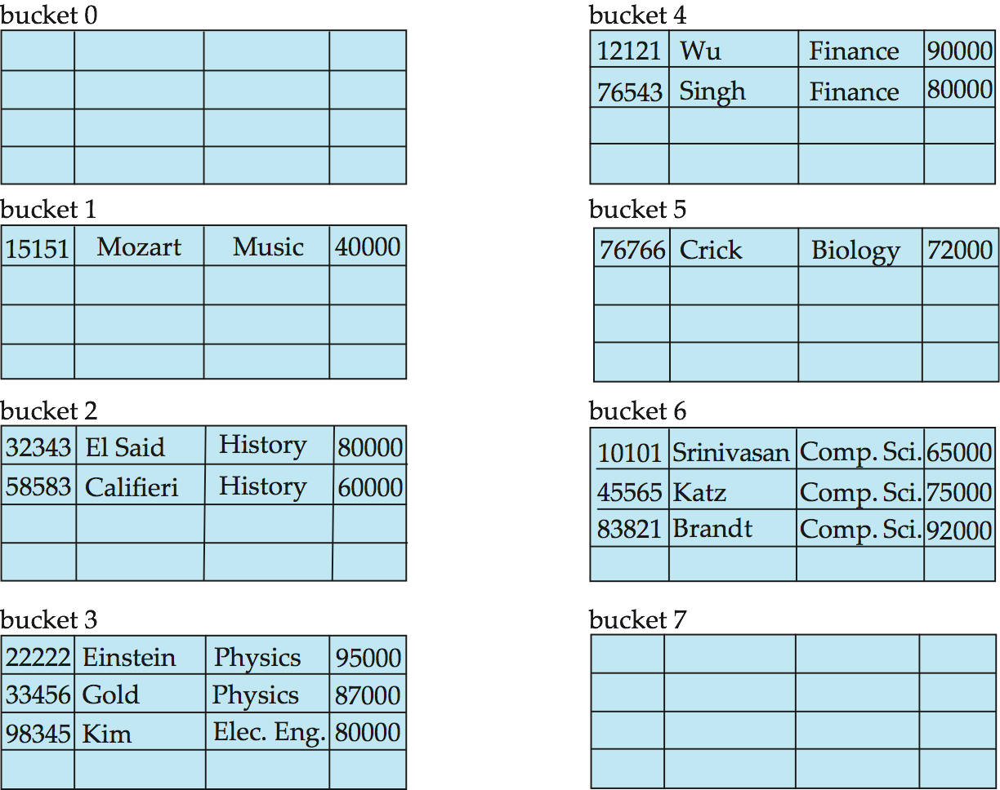 bucket 0
bucket 1
15151 Mozart Music 40000
bucket 2
32343 El Said History 80000
58583 Califieri History 60000
bucket 3
22222 Einstein Physics 95000
33456 Gold Physics 87000
98345 Kim Elec. Eng. 80000
bucket 4
12121 Wu Finance 90000
76543 Singh Finance 80000
bucket 5
76766 Crick Biology 72000
bucket 6
10101 Srinivasan Comp. Sci. 65000
45565 Katz Comp. Sci. 75000
83821 Brandt Comp. Sci. 92000
bucket 7